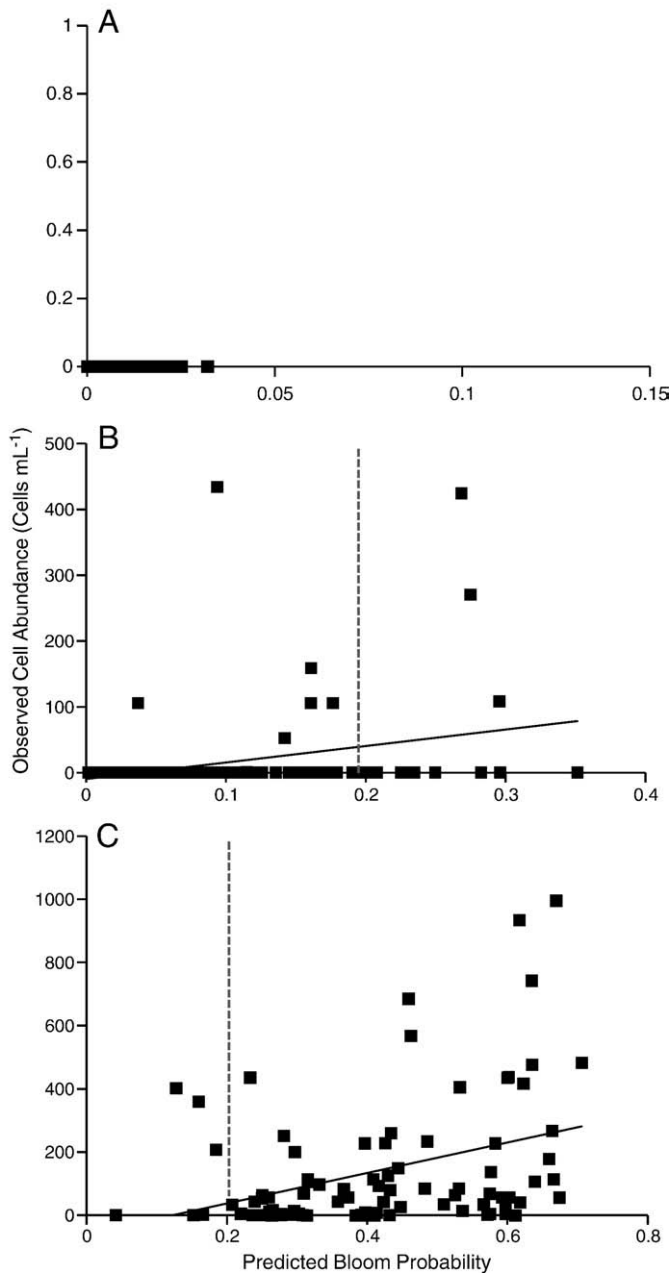 A
1
0.8
0.6
0.4
0.2
0
0 0.05 0.1 0.15
B
Observed Cell Abundance (Cells mL-1)
500
400
300
200
100
0
0 0.1 0.2 0.3 0.4
C
1200
1000
800
600
400
200
0
0 0.2 0.4 0.6 0.8
Predicted Bloom Probability